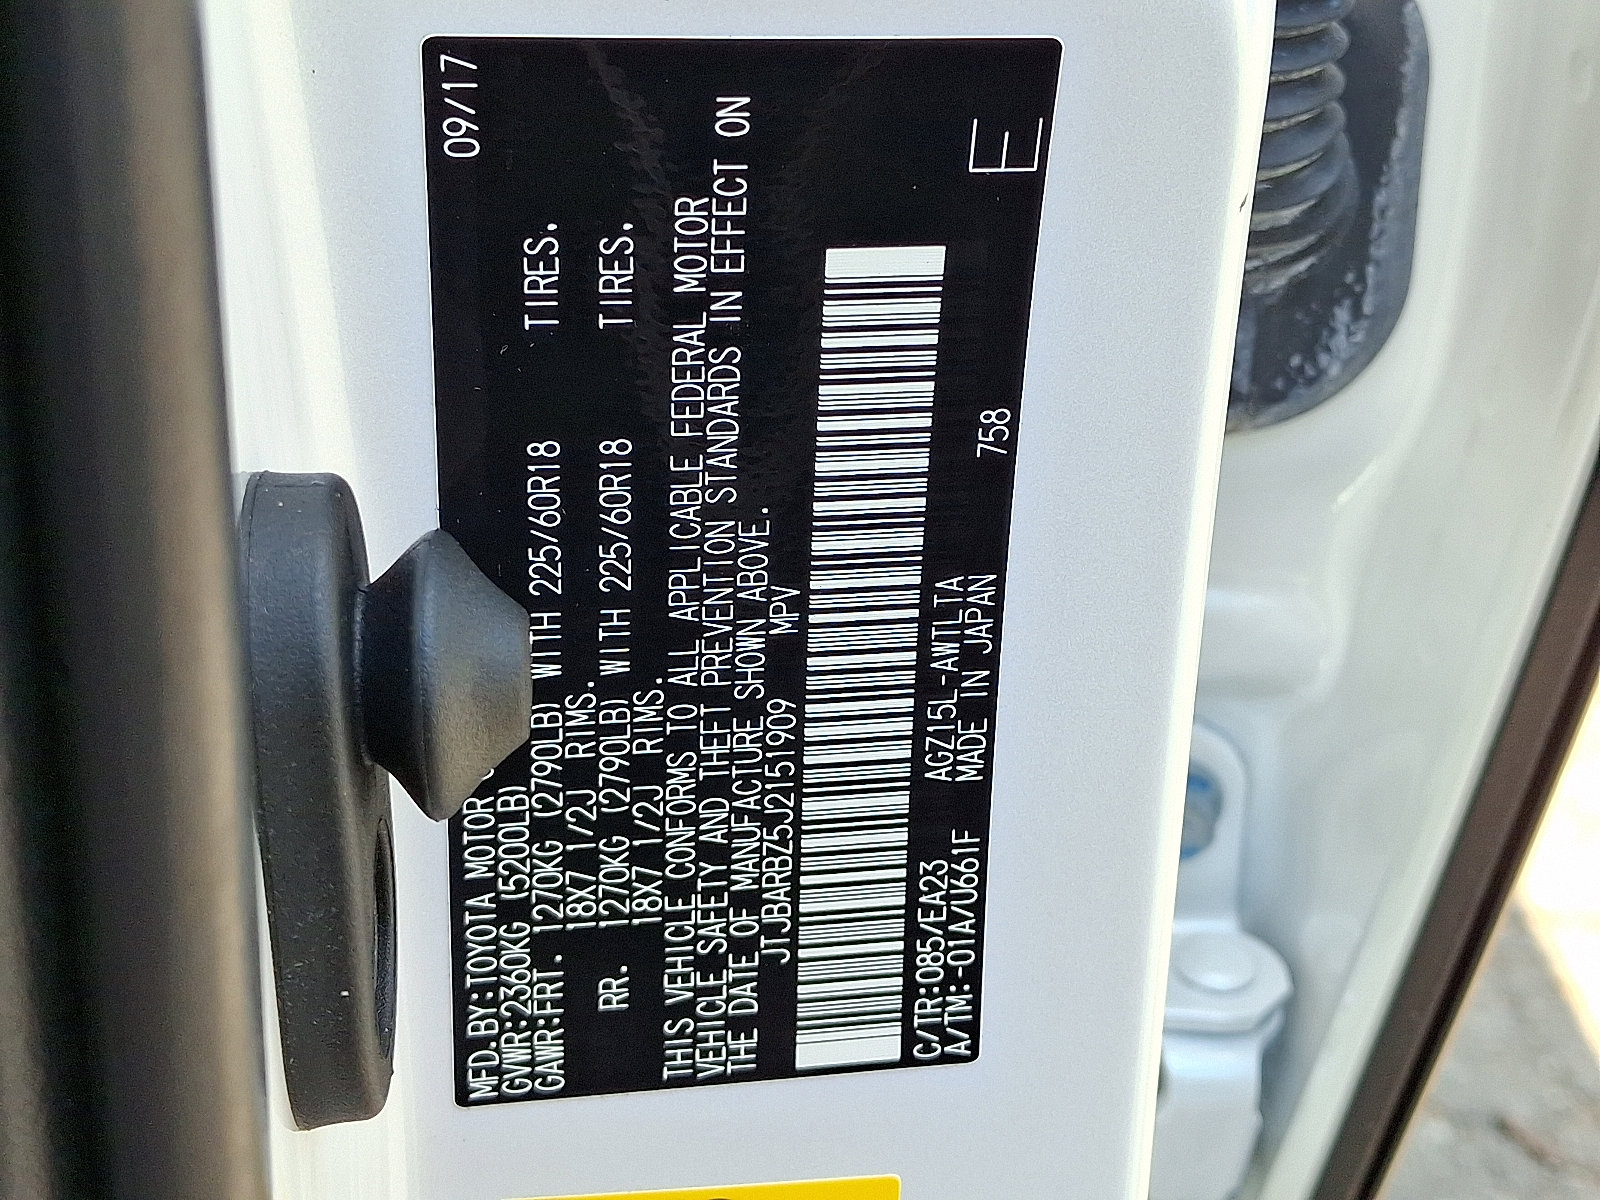 MFD.BY:TOYOTA MOTOR 09/17
GVWR:2360KG (5200LB)
GAWR:FRT. 1270KG (2790LB) WITH 225/60R18 TIRES.
18X7 1/2J RIMS.
RR. 1270KG (2790LB) WITH 225/60R18 TIRES.
18X7 1/2J RIMS.
THIS VEHICLE CONFORMS TO ALL APPLICABLE FEDERAL MOTOR
VEHICLE SAFETY AND THEFT PREVENTION STANDARDS IN EFFECT ON
THE DATE OF MANUFACTURE SHOWN ABOVE.
JTJBARBZ5J2151909 MPV
C/TR:085/EA23 AGZ15L-AWTLTA
A/TM:-01A/U661F MADE IN JAPAN 758
E